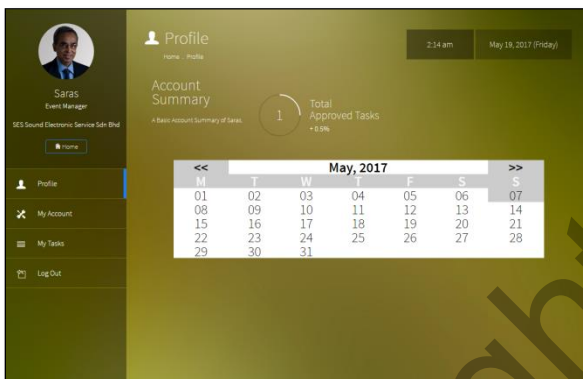 Saras
Event Manager
SES Sound Electronic Service Sdn Bhd
Home
Profile
My Account
My Tasks
Log Out
Profile
Home . Profile
2:14 am
May 19, 2017 (Friday)
Account
Summary
A Basic Account Summary of Saras.
1
Total
Approved Tasks
+ 0.5%
<< May, 2017 >>
M T W T F S S
01 02 03 04 05 06 07
08 09 10 11 12 13 14
15 16 17 18 19 20 21
22 23 24 25 26 27 28
29 30 31